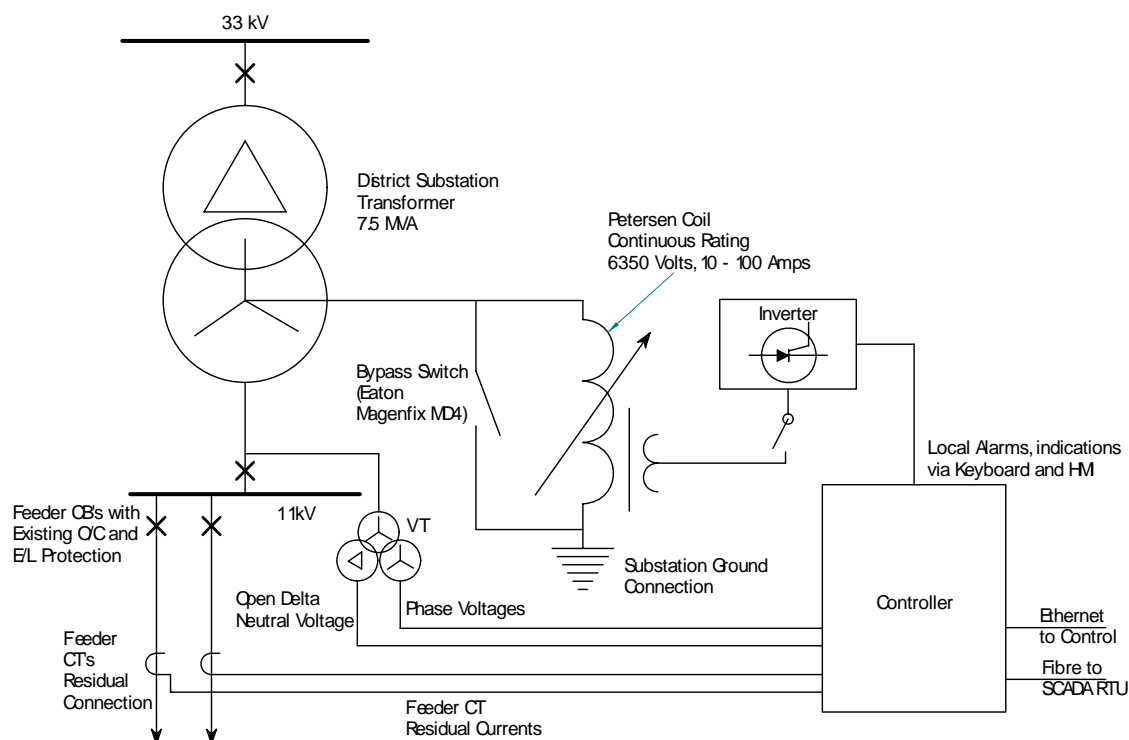 33 kV
District Substation
Transformer
7.5 MVA
Petersen Coil
Continuous Rating
6350 Volts, 10 - 100 Amps
Inverter
Bypass Switch
(Eaton
Magenfix MD4)
Local Alarms, indications
via Keyboard and HMI
Feeder CB's with
Existing O/C and
E/L Protection
11kV
VT
Substation Ground
Connection
Open Delta
Neutral Voltage
Phase Voltages
Controller
Ethernet
to Control
Feeder
CT's
Residual
Connection
Fibre to
SCADA RTU
Feeder CT
Residual Currents